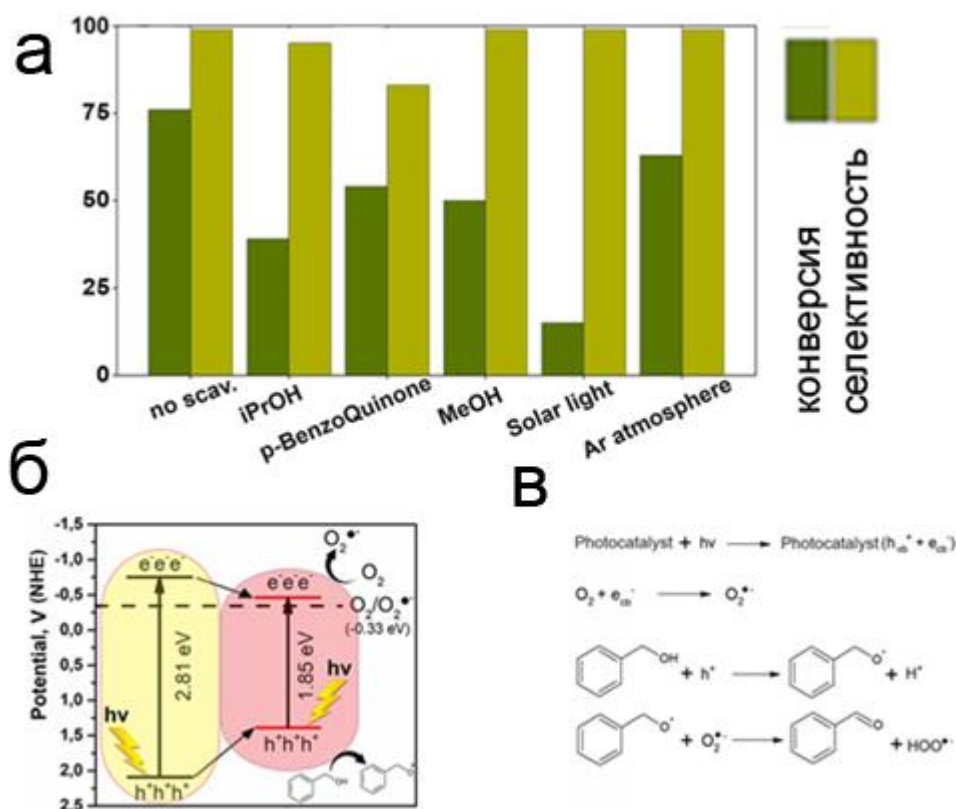 а
100
75
50
25
0
no scav.
iPrOH
p-BenzoQuinone
MeOH
Solar light
Ar atmosphere
конверсия
селективность
б
Potential, V (NHE)
-1,5
-1,0
-0,5
0,0
0,5
1,0
1,5
2,0
2,5
e⁻e⁻e⁻
2.81 eV
hν
h⁺h⁺h⁺
e⁻e⁻e⁻
1.85 eV
hν
h⁺h⁺h⁺
O₂•⁻
O₂
O₂/O₂•⁻
(-0.33 eV)
OH
O•
в
Photocatalyst + hν → Photocatalyst (h꜀b⁺ + e꜀b⁻)
O₂ + e꜀b⁻ → O₂•⁻
OH + h⁺ → O• + H⁺
O• + O₂•⁻ → O + HOO•⁻